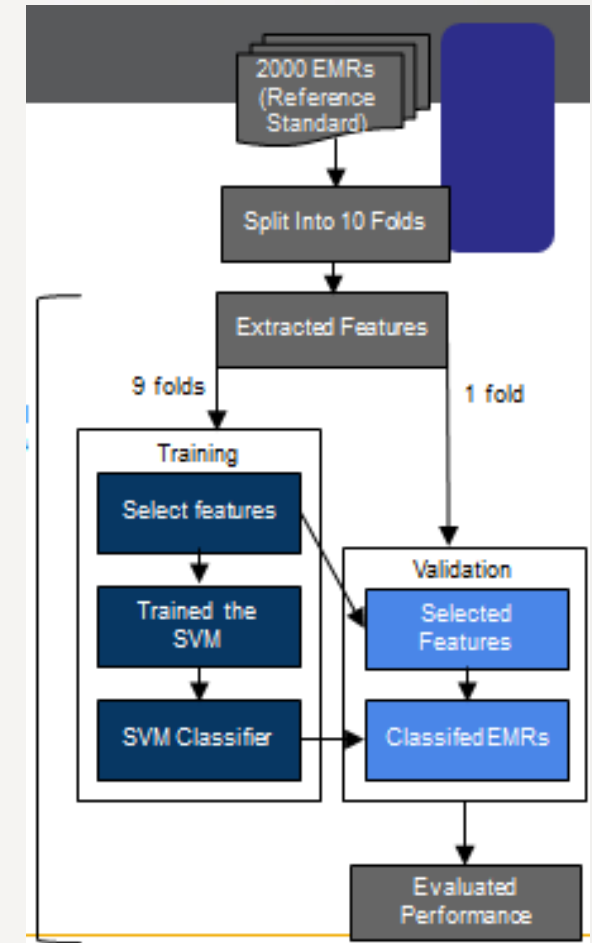 2000 EMRs
(Reference
Standard)
Split Into 10 Folds
Extracted Features
9 folds
1 fold
Training
Select features
Trained the
SVM
SVM Classifier
Validation
Selected
Features
Classifed EMRs
Evaluated
Performance